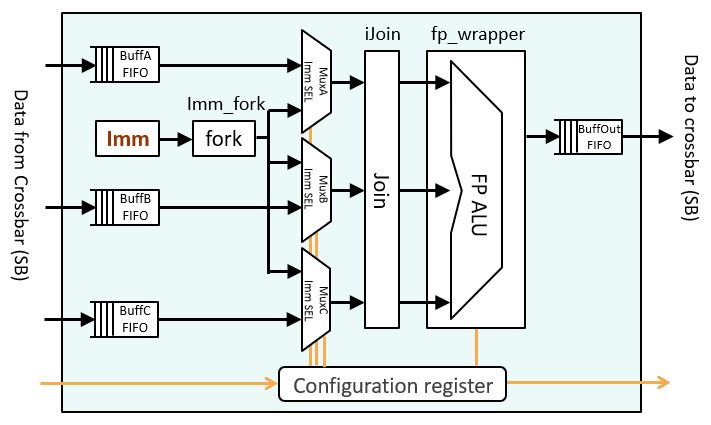 iJoin
fp_wrapper
BuffA
FIFO
MuxA
Imm SEL
Data from Crossbar (SB)
Imm_fork
Imm
fork
BuffB
FIFO
MuxB
Imm SEL
Join
FP ALU
BuffOut
FIFO
Data to crossbar (SB)
BuffC
FIFO
MuxC
Imm SEL
Configuration register